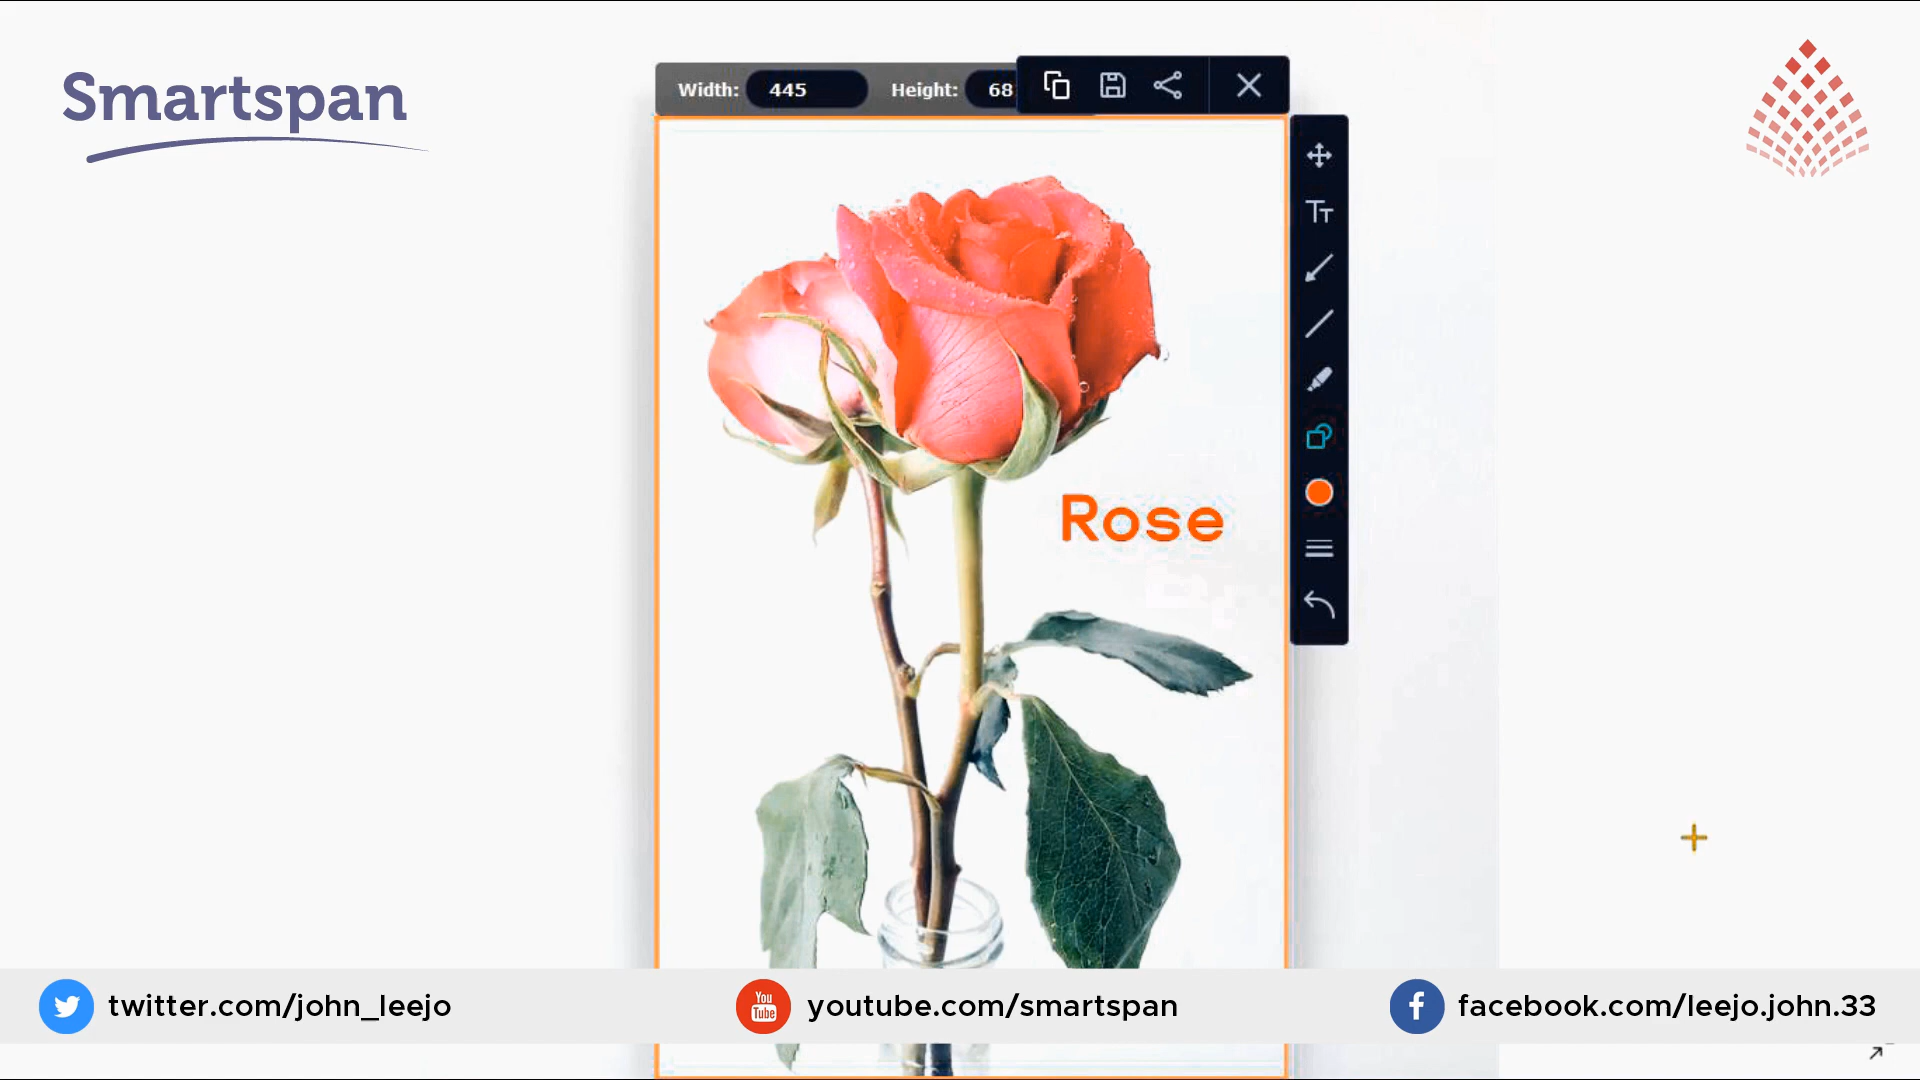 Smartspan
Width: 445 Height: 68
Rose
twitter.com/john_leejo
You Tube youtube.com/smartspan
facebook.com/leejo.john.33